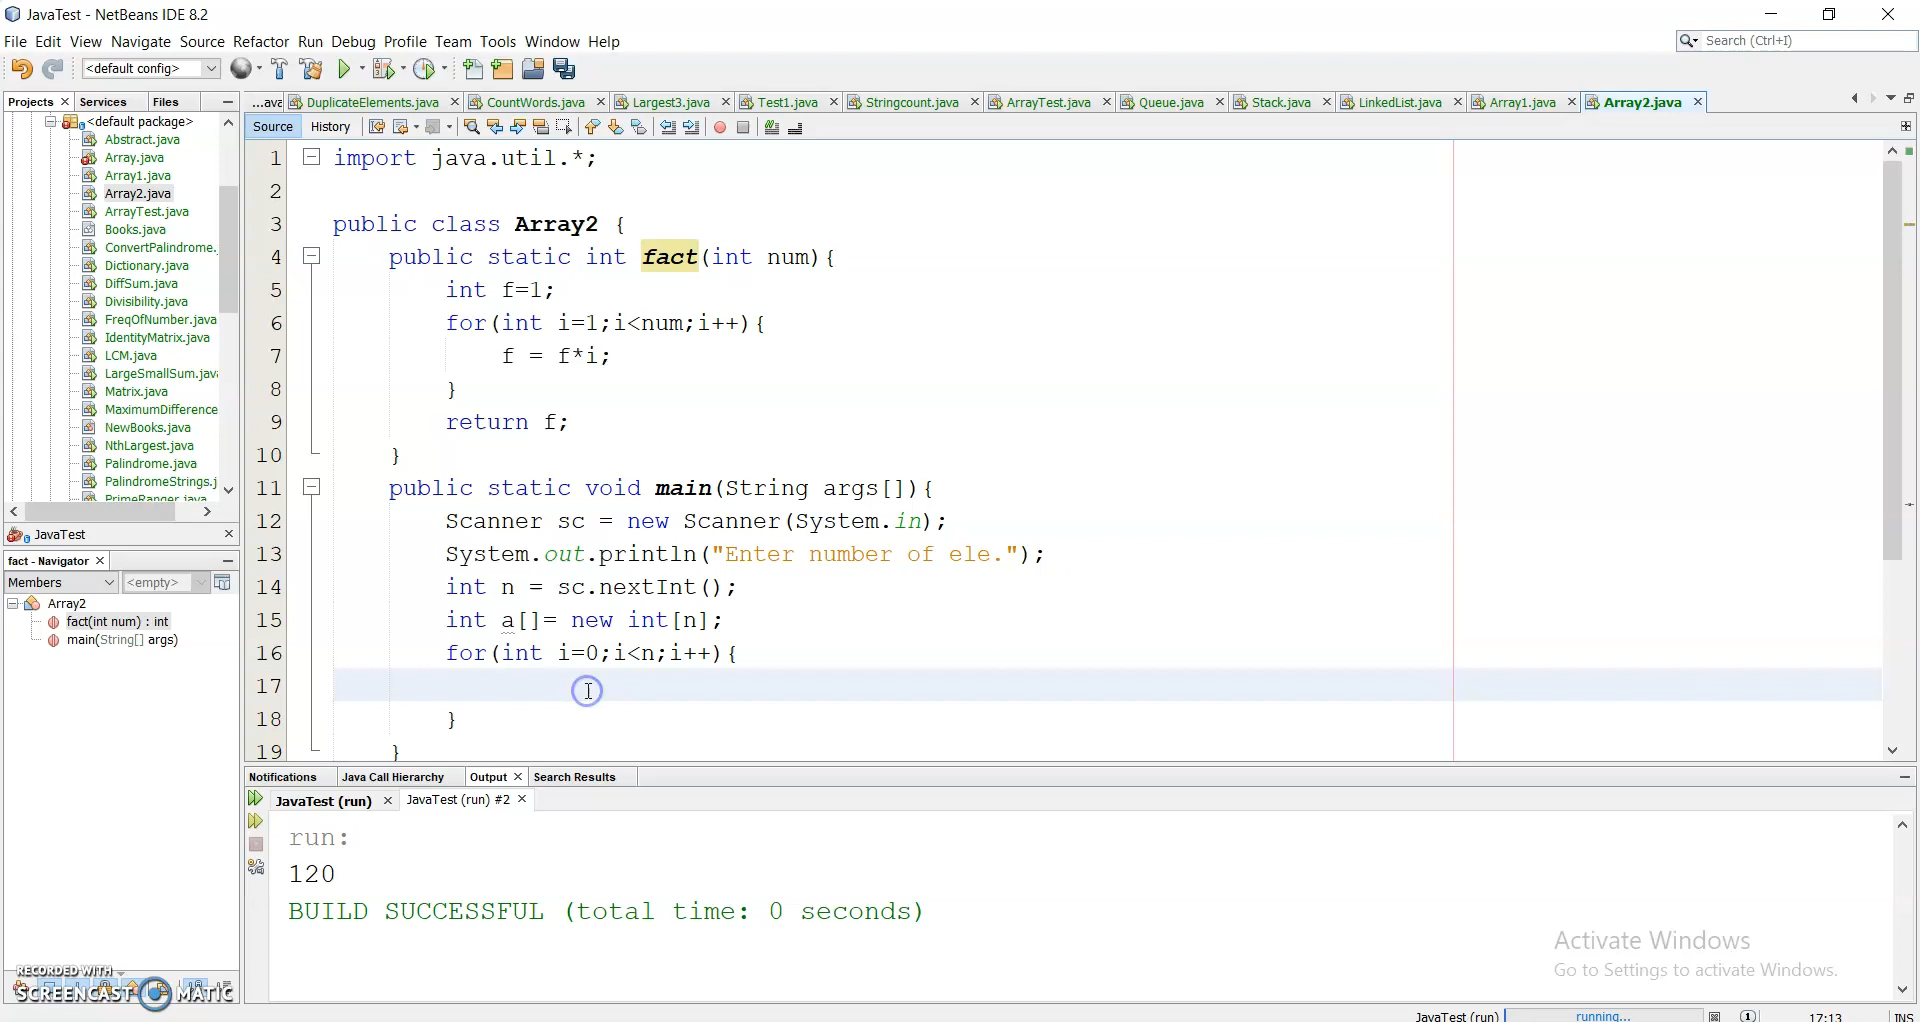 JavaTest - NetBeans IDE 8.2
File Edit View Navigate Source Refactor Run Debug Profile Team Tools Window Help
Search (Ctrl+I)
<default config>
Projects Services Files
...ava DuplicateElements.java CountWords.java Largest3.java Test1.java Stringcount.java ArrayTest.java Queue.java Stack.java LinkedList.java Array1.java Array2.java
Source History
<default package>
Abstract.java
Array.java
Array1.java
Array2.java
ArrayTest.java
Books.java
ConvertPalindrome.
Dictionary.java
DiffSum.java
Divisibility.java
FreqOfNumber.java
IdentityMatrix.java
LCM.java
LargeSmallSum.java
Matrix.java
MaximumDifference
NewBooks.java
NthLargest.java
Palindrome.java
PalindromeStrings.j
PrimeRanger.java
JavaTest
fact - Navigator
Members <empty>
Array2
fact(int num) : int
main(String[] args)
1 import java.util.*;
2
3 public class Array2 {
4 public static int fact(int num){
5 int f=1;
6 for(int i=1;i<num;i++){
7 f = f*i;
8 }
9 return f;
10 }
11 public static void main(String args[]){
12 Scanner sc = new Scanner(System.in);
13 System.out.println("Enter number of ele.");
14 int n = sc.nextInt();
15 int a[]= new int[n];
16 for(int i=0;i<n;i++){
17
18 }
19 }
Notifications Java Call Hierarchy Output Search Results
JavaTest (run) JavaTest (run) #2
run:
120
BUILD SUCCESSFUL (total time: 0 seconds)
Activate Windows
Go to Settings to activate Windows.
RECORDED WITH
SCREENCAST MATIC
JavaTest (run) running... 1 17:13 INS